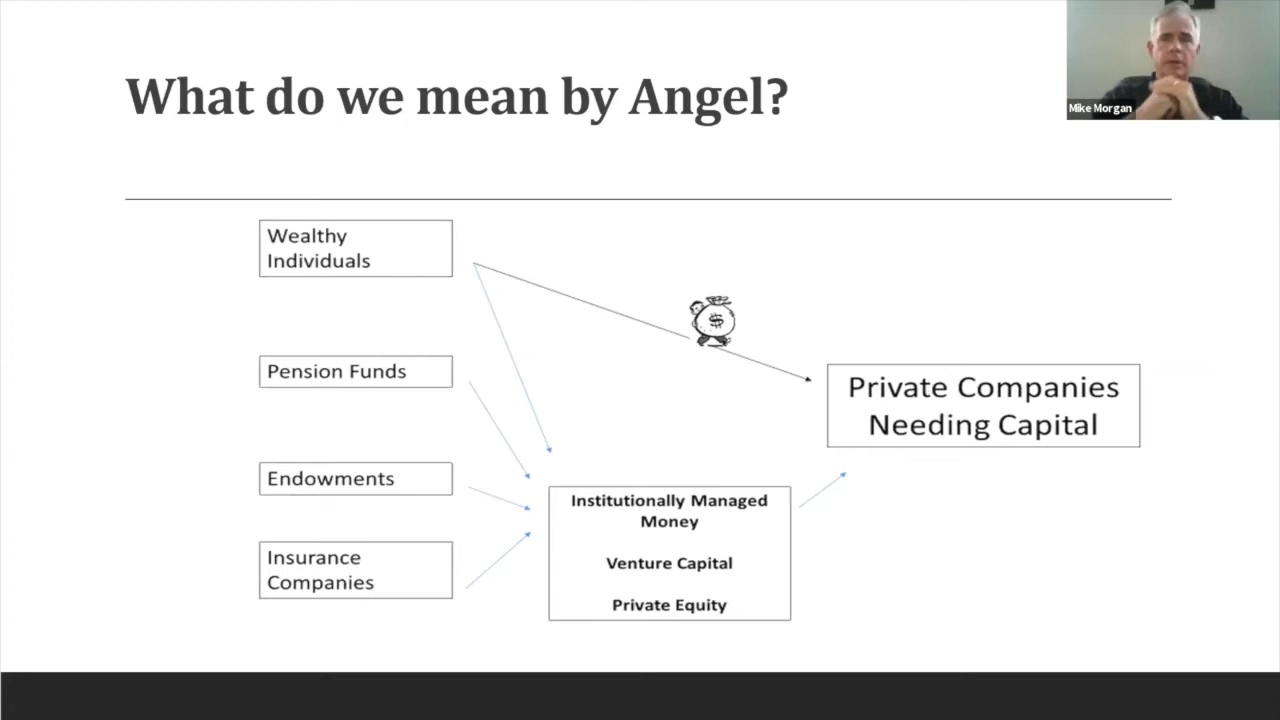 What do we mean by Angel?
Mike Morgan
Wealthy
Individuals
$
Pension Funds
Private Companies
Needing Capital
Endowments
Institutionally Managed
Money
Venture Capital
Private Equity
Insurance
Companies